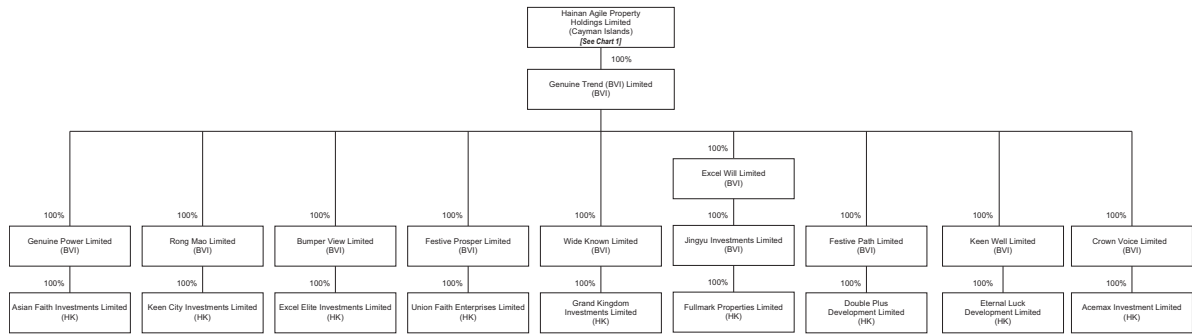 Hainan Agile Property
Holdings Limited
(Cayman Islands)
[See Chart 1]
100%
Genuine Trend (BVI) Limited
(BVI)
100%
Excel Will Limited
(BVI)
100%
100%
100%
100%
100%
100%
100%
100%
100%
Genuine Power Limited
(BVI)
Rong Mao Limited
(BVI)
Bumper View Limited
(BVI)
Festive Prosper Limited
(BVI)
Wide Known Limited
(BVI)
Jingyu Investments Limited
(BVI)
Festive Path Limited
(BVI)
Keen Well Limited
(BVI)
Crown Voice Limited
(BVI)
100%
100%
100%
100%
100%
100%
100%
100%
100%
Asian Faith Investments Limited
(HK)
Keen City Investments Limited
(HK)
Excel Elite Investments Limited
(HK)
Union Faith Enterprises Limited
(HK)
Grand Kingdom
Investments Limited
(HK)
Fullmark Properties Limited
(HK)
Double Plus
Development Limited
(HK)
Eternal Luck
Development Limited
(HK)
Acemax Investment Limited
(HK)